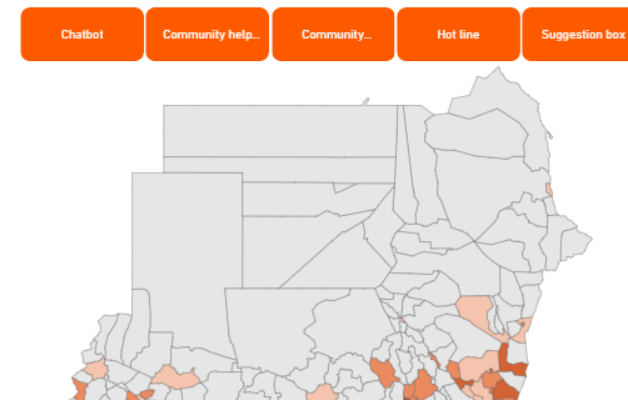 Chatbot
Community help...
Community...
Hot line
Suggestion box